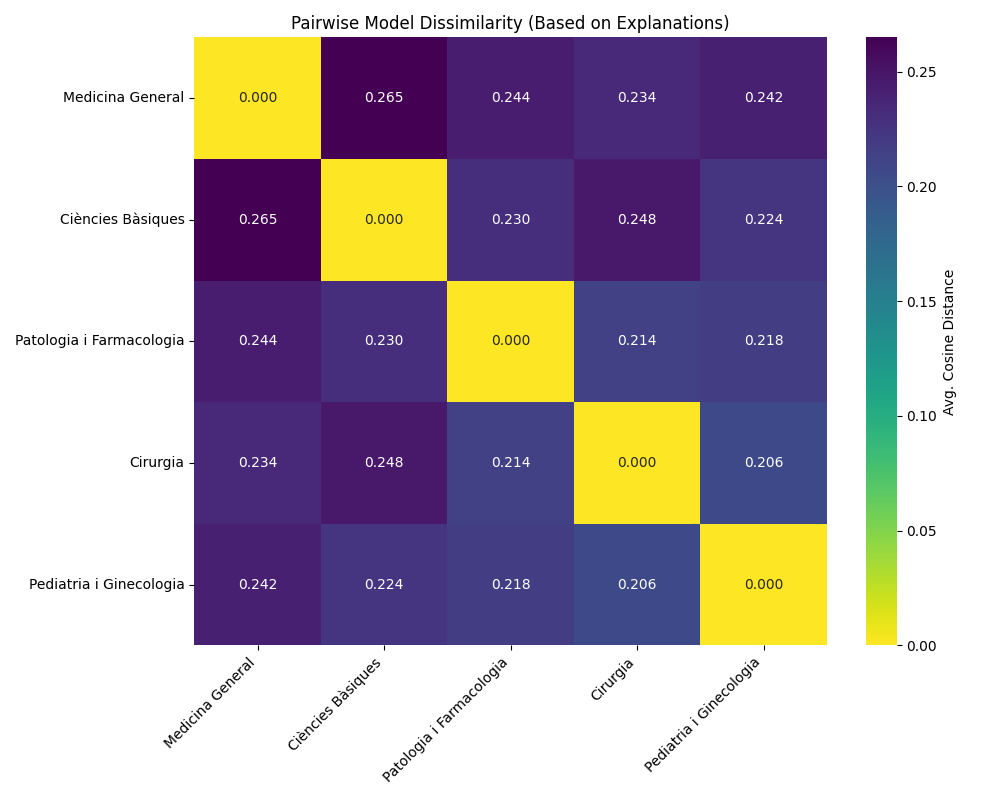 Pairwise Model Dissimilarity (Based on Explanations)
Medicina General 0.000 0.265 0.244 0.234 0.242
Ciències Bàsiques 0.265 0.000 0.230 0.248 0.224
Patologia i Farmacologia 0.244 0.230 0.000 0.214 0.218
Cirurgia 0.234 0.248 0.214 0.000 0.206
Pediatria i Ginecologia 0.242 0.224 0.218 0.206 0.000
Medicina General
Ciències Bàsiques
Patologia i Farmacologia
Cirurgia
Pediatria i Ginecologia
0.25
0.20
0.15
0.10
0.05
0.00
Avg. Cosine Distance